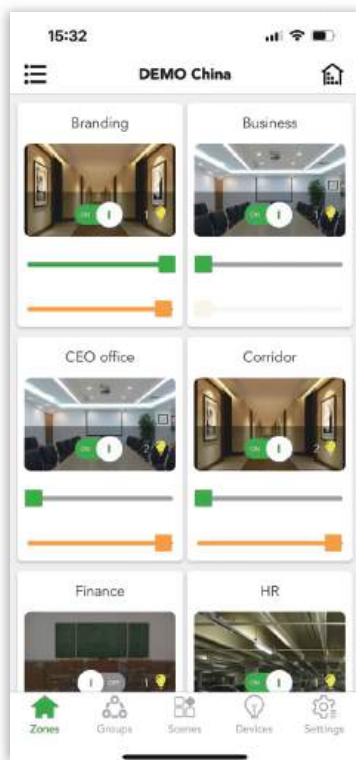 15:32
DEMO China
Branding
Business
ON 1
ON 1
CEO office
Corridor
ON 2
ON 2
Finance
HR
OFF 1
ON 1
Zones
Groups
Scenes
Devices
Settings